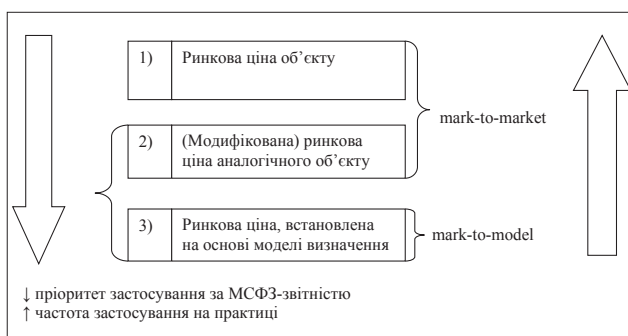 1) Ринкова ціна об’єкту
mark-to-market
2) (Модифікована) ринкова
ціна аналогічного об’єкту
3) Ринкова ціна, встановлена
на основі моделі визначення
mark-to-model
↓ пріоритет застосування за МСФЗ-звітністю
↑ частота застосування на практиці